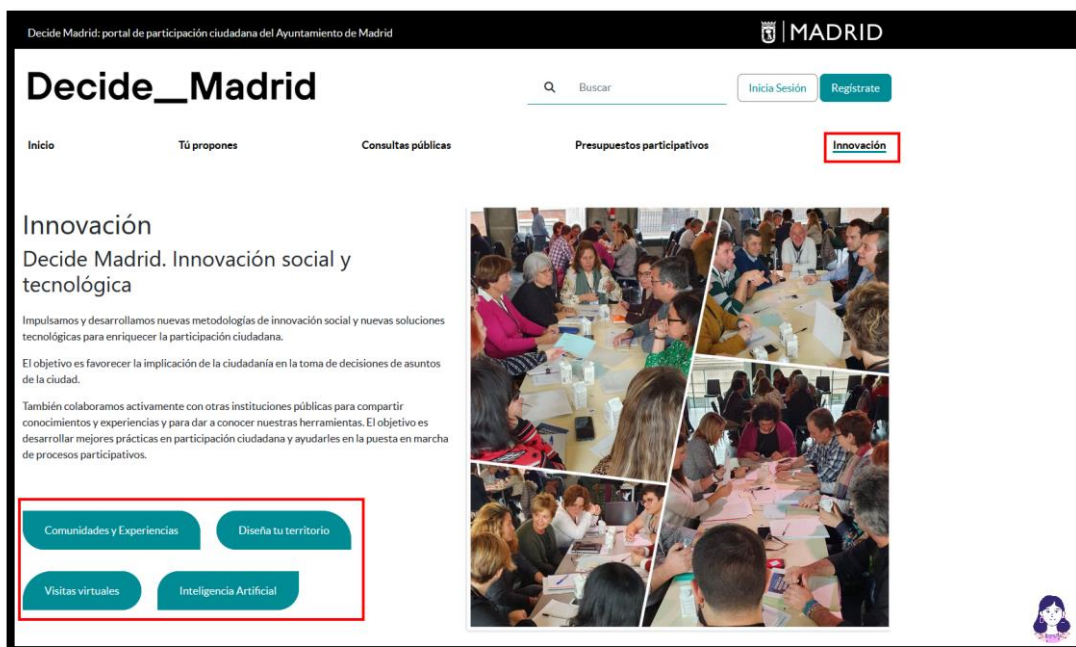 Decide Madrid: portal de participación ciudadana del Ayuntamiento de Madrid
MADRID
Decide__Madrid
Buscar
Inicia Sesión
Regístrate
Inicio
Tú propones
Consultas públicas
Presupuestos participativos
Innovación
Innovación
Decide Madrid. Innovación social y
tecnológica
Impulsamos y desarrollamos nuevas metodologías de innovación social y nuevas soluciones
tecnológicas para enriquecer la participación ciudadana.
El objetivo es favorecer la implicación de la ciudadanía en la toma de decisiones de asuntos
de la ciudad.
También colaboramos activamente con otras instituciones públicas para compartir
conocimientos y experiencias y para dar a conocer nuestras herramientas. El objetivo es
desarrollar mejores prácticas en participación ciudadana y ayudarles en la puesta en marcha
de procesos participativos.
Comunidades y Experiencias
Diseña tu territorio
Visitas virtuales
Inteligencia Artificial